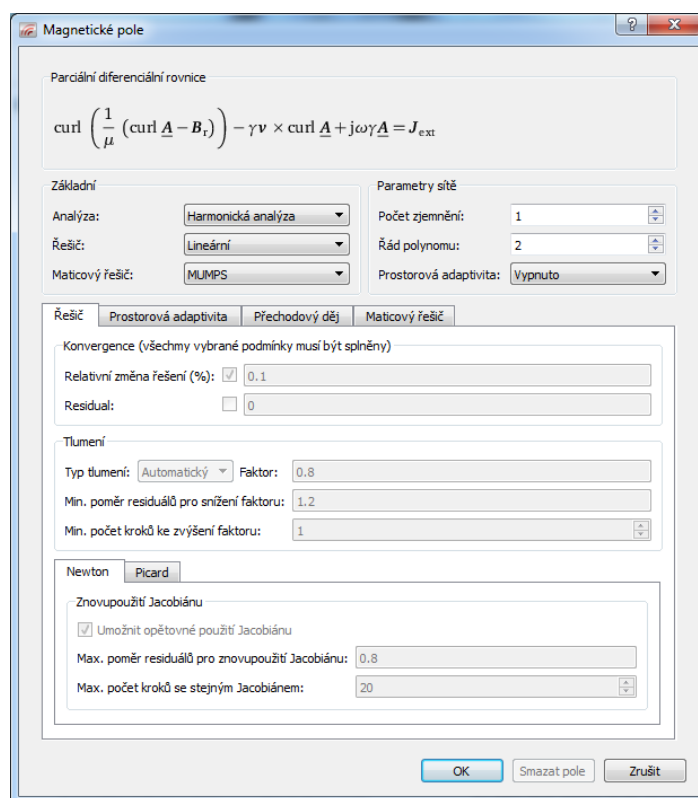 Magnetické pole
Parciální diferenciální rovnice
curl (1/μ (curl A̲ − B_r)) − γv × curl A̲ + jωγA̲ = J_ext
Základní
Analýza: Harmonická analýza
Řešič: Lineární
Maticový řešič: MUMPS
Parametry sítě
Počet zjemnění: 1
Řád polynomu: 2
Prostorová adaptivita: Vypnuto
Řešič Prostorová adaptivita Přechodový děj Maticový řešič
Konvergence (všechmy vybrané podmínky musí být splněny)
Relativní změna řešení (%): 0.1
Residual: 0
Tlumení
Typ tlumení: Automatický Faktor: 0.8
Min. poměr residuálů pro snížení faktoru: 1.2
Min. počet kroků ke zvýšení faktoru: 1
Newton Picard
Znovupoužití Jacobiánu
Umožnit opětovné použití Jacobiánu
Max. poměr residuálů pro znovupoužití Jacobiánu: 0.8
Max. počet kroků se stejným Jacobiánem: 20
OK Smazat pole Zrušit